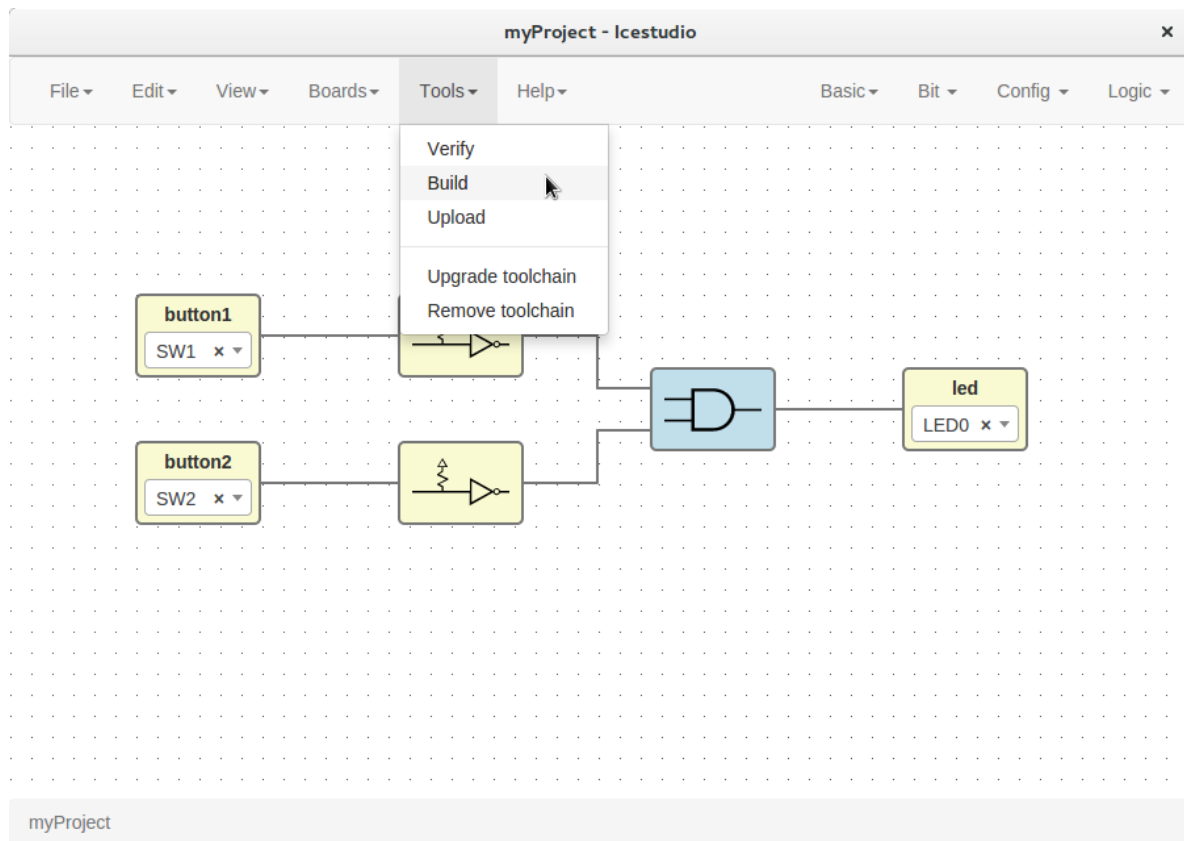 myProject - Icestudio ×
File Edit View Boards Tools Help Basic Bit Config Logic
Verify
Build
Upload
Upgrade toolchain
Remove toolchain
button1
SW1 ×
led
LED0 ×
button2
SW2 ×
myProject